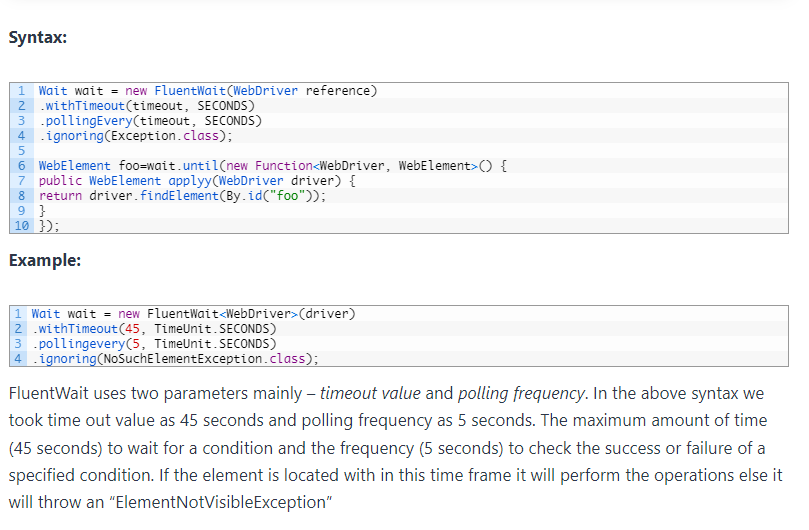 Syntax:
1 Wait wait = new FluentWait(WebDriver reference)
2 .withTimeout(timeout, SECONDS)
3 .pollingEvery(timeout, SECONDS)
4 .ignoring(Exception.class);
5
6 WebElement foo=wait.until(new Function<WebDriver, WebElement>() {
7 public WebElement applyy(WebDriver driver) {
8 return driver.findElement(By.id("foo"));
9 }
10 });
Example:
1 Wait wait = new FluentWait<WebDriver>(driver)
2 .withTimeout(45, TimeUnit.SECONDS)
3 .pollingevery(5, TimeUnit.SECONDS)
4 .ignoring(NoSuchElementException.class);
FluentWait uses two parameters mainly – timeout value and polling frequency. In the above syntax we
took time out value as 45 seconds and polling frequency as 5 seconds. The maximum amount of time
(45 seconds) to wait for a condition and the frequency (5 seconds) to check the success or failure of a
specified condition. If the element is located with in this time frame it will perform the operations else it
will throw an “ElementNotVisibleException”